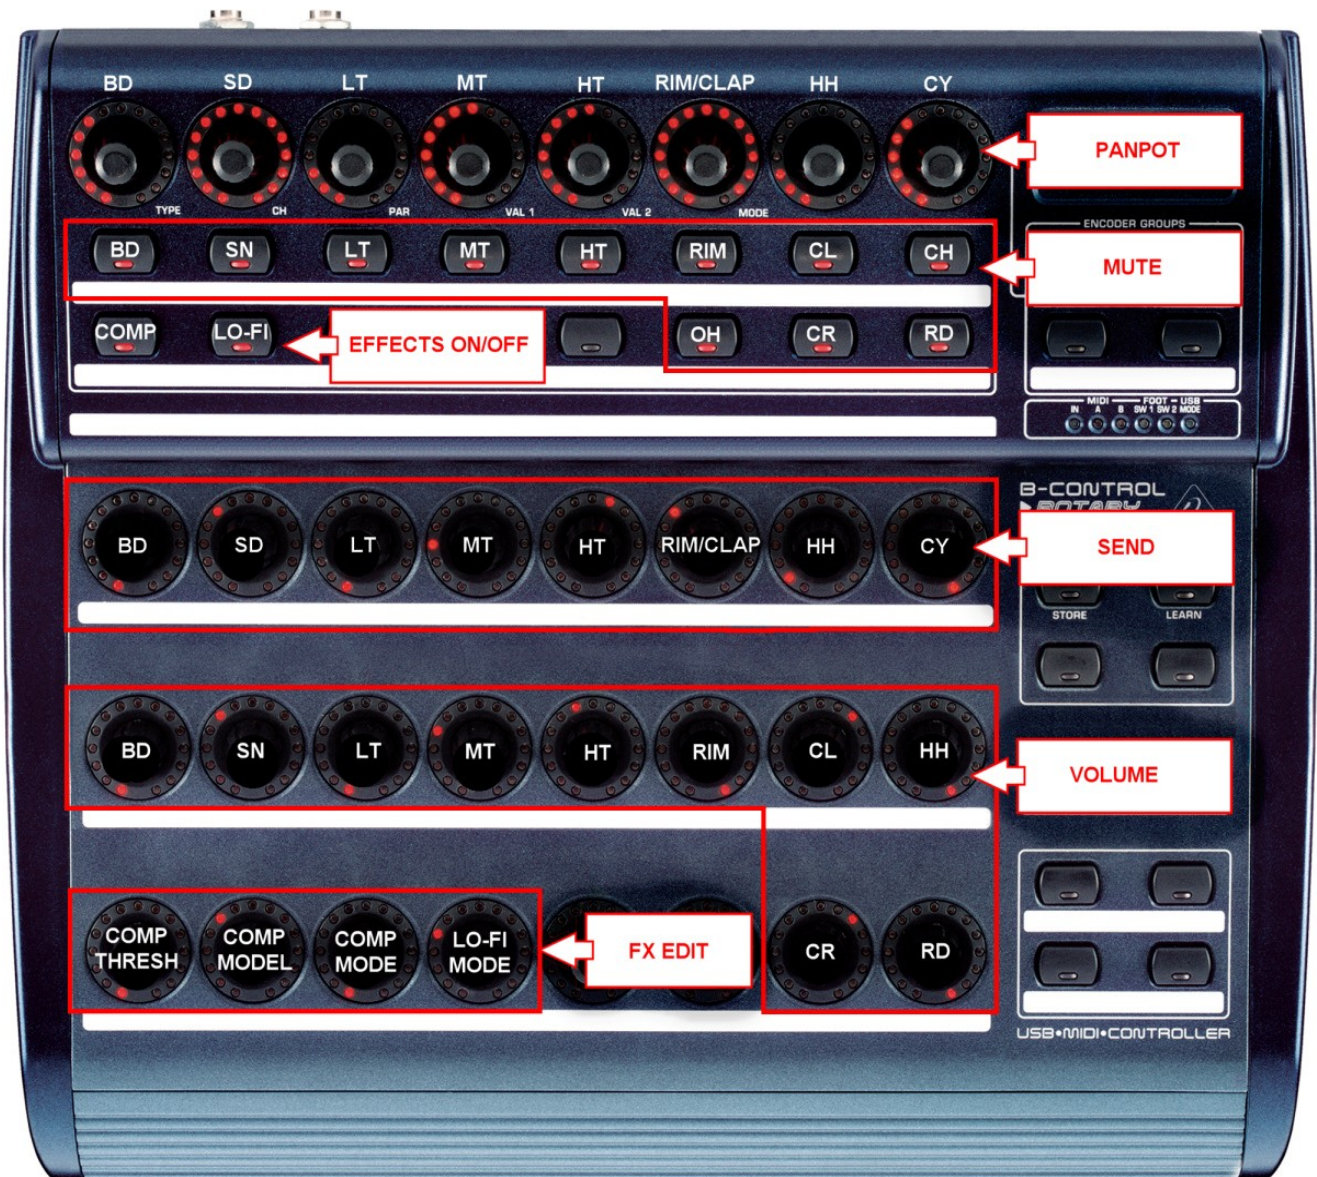 BD SD LT MT HT RIM/CLAP HH CY
PANPOT
TYPE CH PAR VAL 1 VAL 2 MODE
ENCODER GROUPS
BD SN LT MT HT RIM CL CH
MUTE
COMP LO-FI
EFFECTS ON/OFF
OH CR RD
MIDI FOOT USB
IN A B SW 1 SW 2 MODE
B-CONTROL
ROTARY
BD SD LT MT HT RIM/CLAP HH CY
SEND
STORE LEARN
BD SN LT MT HT RIM CL HH
VOLUME
COMP THRESH
COMP MODEL
COMP MODE
LO-FI MODE
FX EDIT
CR RD
USB•MIDI•CONTROLLER